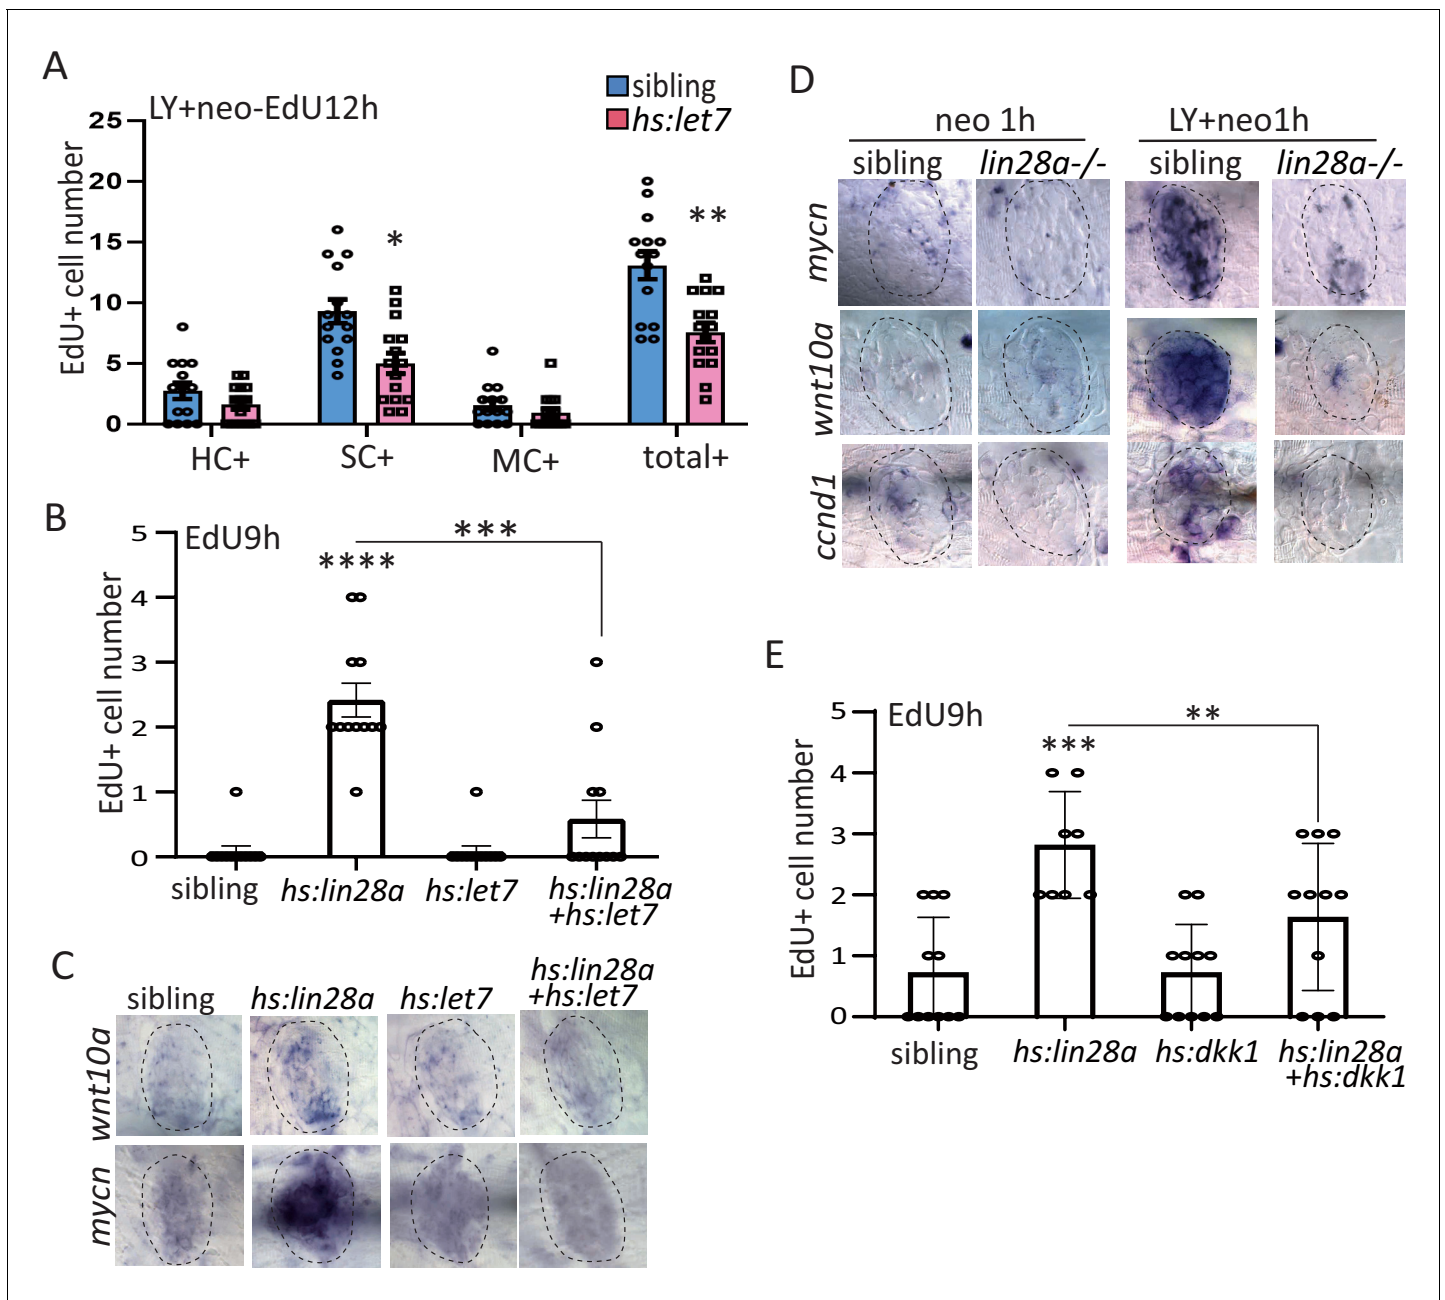 A
LY+neo-EdU12h
sibling
hs:let7
EdU+ cell number
25
20
15
10
5
0
*
**
HC+
SC+
MC+
total+
B
EdU9h
EdU+ cell number
5
4
3
2
1
0
****
***
sibling
hs:lin28a
hs:let7
hs:lin28a
+hs:let7
C
sibling
hs:lin28a
hs:let7
hs:lin28a
+hs:let7
wnt10a
mycn
D
neo 1h
LY+neo1h
sibling
lin28a-/-
sibling
lin28a-/-
mycn
wnt10a
ccnd1
E
EdU9h
EdU+ cell number
5
4
3
2
1
0
***
**
sibling
hs:lin28a
hs:dkk1
hs:lin28a
+hs:dkk1